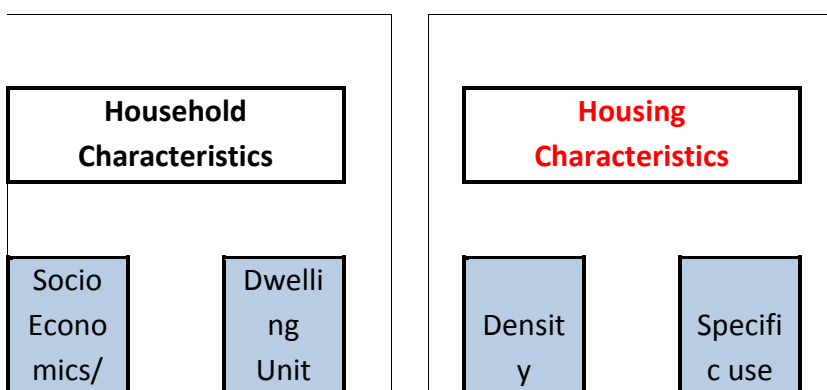 Household
Characteristics
Housing
Characteristics
Socio
Econo
mics/
Dwelli
ng
Unit
Densit
y
Specifi
c use